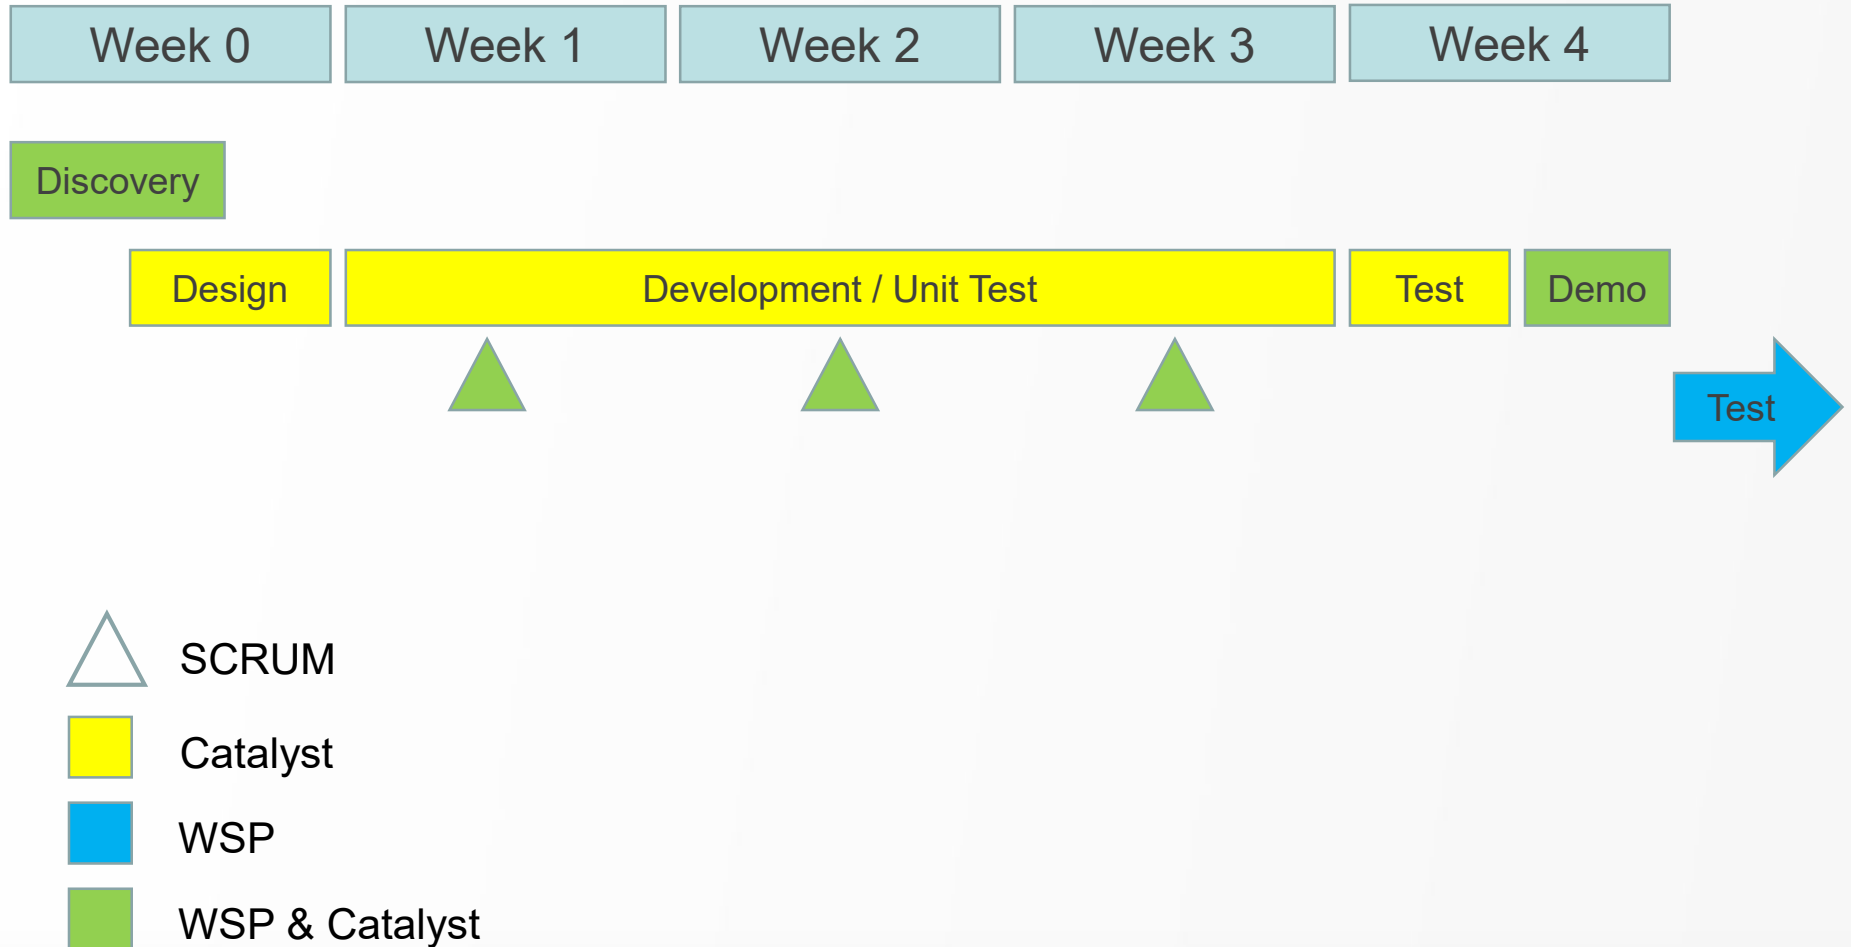 Week 0
Week 1
Week 2
Week 3
Week 4
Discovery
Design
Development / Unit Test
Test
Demo
Test
SCRUM
Catalyst
WSP
WSP & Catalyst